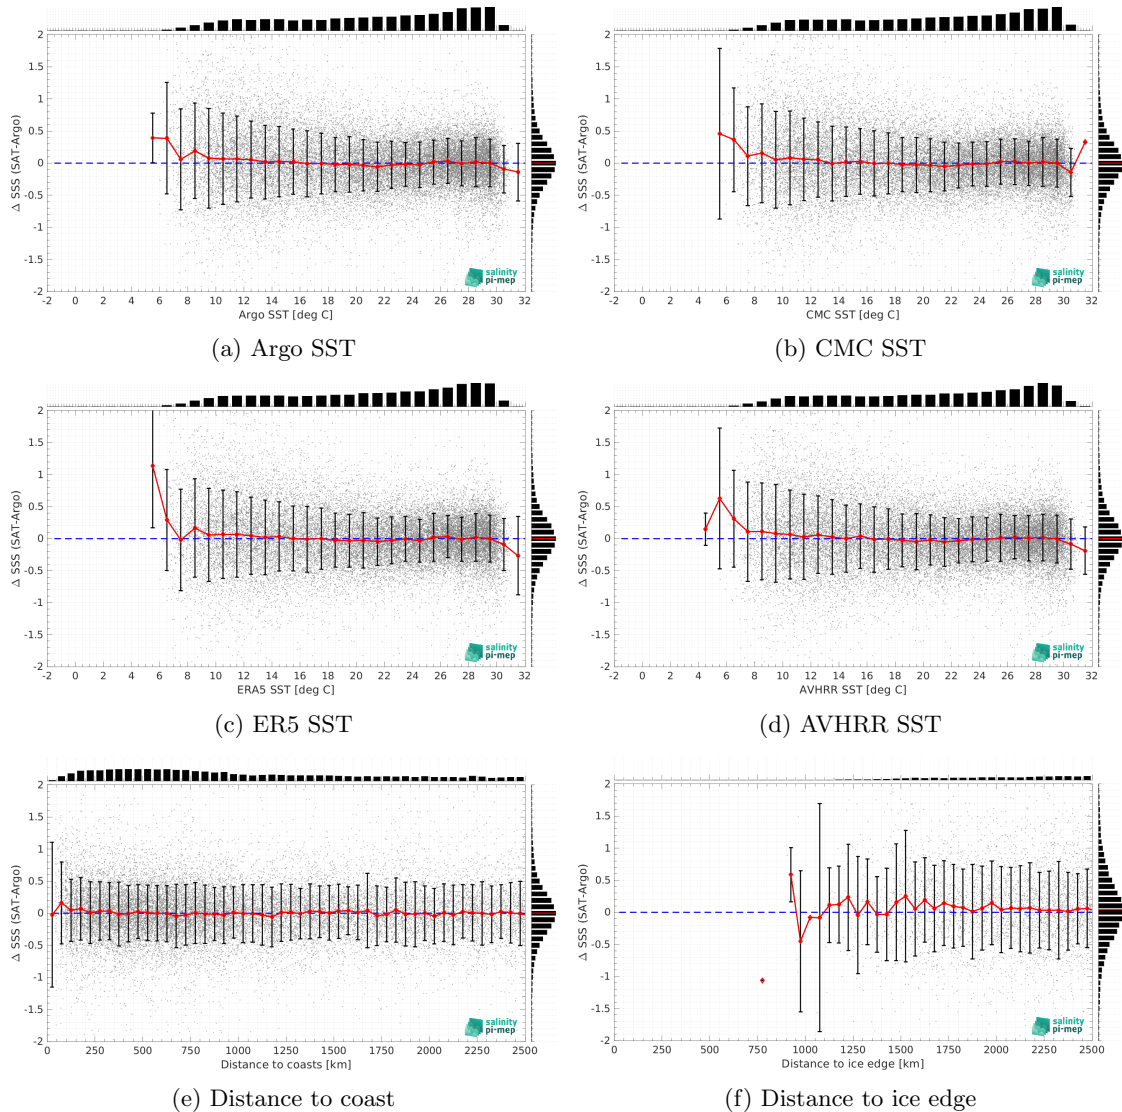 2
1.5
1
0.5
0
-0.5
-1
-1.5
-2
Δ SSS (SAT-Argo)
salinity
pi-mep
-2 0 2 4 6 8 10 12 14 16 18 20 22 24 26 28 30 32
Argo SST [deg C]
(a) Argo SST
2
1.5
1
0.5
0
-0.5
-1
-1.5
-2
Δ SSS (SAT-Argo)
salinity
pi-mep
-2 0 2 4 6 8 10 12 14 16 18 20 22 24 26 28 30 32
CMC SST [deg C]
(b) CMC SST
2
1.5
1
0.5
0
-0.5
-1
-1.5
-2
Δ SSS (SAT-Argo)
salinity
pi-mep
-2 0 2 4 6 8 10 12 14 16 18 20 22 24 26 28 30 32
ERA5 SST [deg C]
(c) ER5 SST
2
1.5
1
0.5
0
-0.5
-1
-1.5
-2
Δ SSS (SAT-Argo)
salinity
pi-mep
-2 0 2 4 6 8 10 12 14 16 18 20 22 24 26 28 30 32
AVHRR SST [deg C]
(d) AVHRR SST
2
1.5
1
0.5
0
-0.5
-1
-1.5
-2
Δ SSS (SAT-Argo)
salinity
pi-mep
250 500 750 1000 1250 1500 1750 2000 2250 2500
Distance to coasts [km]
(e) Distance to coast
2
1.5
1
0.5
0
-0.5
-1
-1.5
-2
Δ SSS (SAT-Argo)
salinity
pi-mep
0 250 500 750 1000 1250 1500 1750 2000 2250 2500
Distance to ice edge [km]
(f) Distance to ice edge